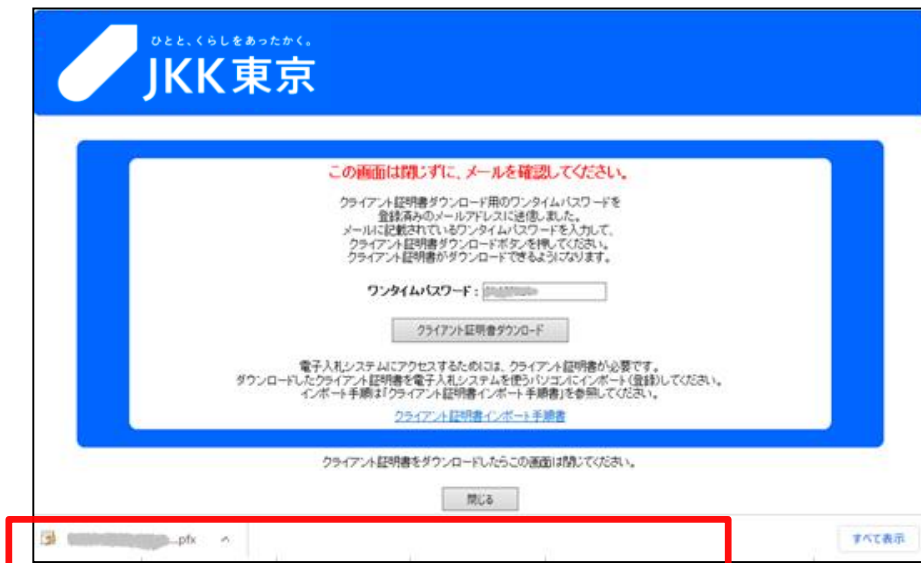 ひとと、くらしをあったかく。
JKK東京
この画面は閉じずに、メールを確認してください。
クライアント証明書ダウンロード用のワンタイムパスワードを
登録済みのメールアドレスに送信しました。
メールに記載されているワンタイムパスワードを入力して、
クライアント証明書ダウンロードボタンを押してください。
クライアント証明書がダウンロードできるようになります。
ワンタイムパスワード：
クライアント証明書ダウンロード
電子入札システムにアクセスするためには、クライアント証明書が必要です。
ダウンロードしたクライアント証明書を電子入札システムを使うパソコンにインポート（登録）してください。
インポート手順は「クライアント証明書インポート手順書」を参照してください。
クライアント証明書インポート手順書
クライアント証明書をダウンロードしたらこの画面は閉じてください。
閉じる
...pfx
すべて表示